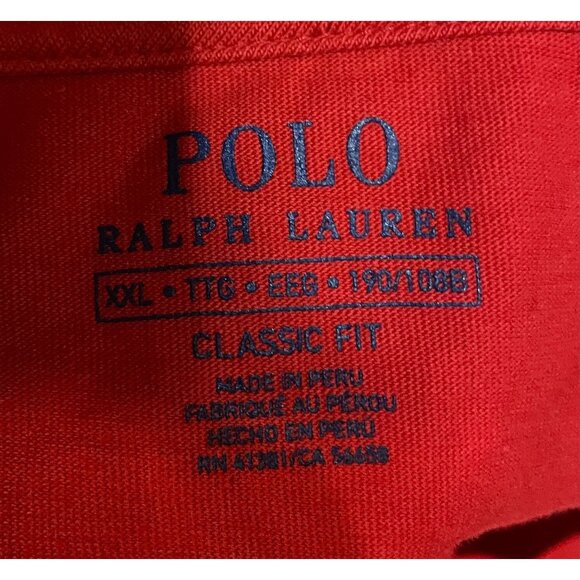 POLO
RALPH LAUREN
XXL • TTG • EEG • 190/108B
CLASSIC FIT
MADE IN PERU
FABRIQUÉ AU PÉROU
HECHO EN PERU
RN 41381/CA 56658